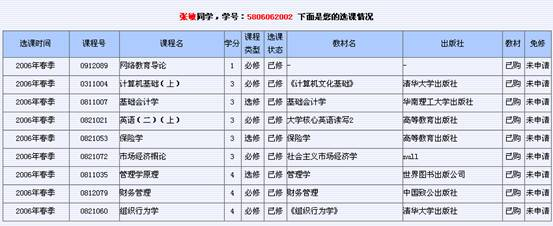 张敏同学，学号：5806062002 下面是您的选课情况
选课时间 课程号 课程名 学分 课程类型 选课状态 教材名 出版社 教材 免修
2006年春季 0912089 网络教育导论 1 必修 已修 - - 已购 未申请
2006年春季 0311004 计算机基础（上） 3 必修 已修 《计算机文化基础》 清华大学出版社 已购 未申请
2006年春季 0811007 基础会计学 3 选修 已修 基础会计学 华南理工大学出版社 已购 未申请
2006年春季 0821021 英语（二）（上） 3 必修 已修 大学核心英语读写2 高等教育出版社 已购 未申请
2006年春季 0821053 保险学 3 选修 已修 保险学 高等教育出版社 已购 未申请
2006年春季 0821072 市场经济概论 3 必修 已修 社会主义市场经济学 null 已购 未申请
2006年春季 0811035 管理学原理 4 选修 已修 管理学 世界图书出版公司 已购 未申请
2006年春季 0812079 财务管理 4 必修 已修 财务管理 中国致公出版社 已购 未申请
2006年春季 0821060 组织行为学 4 必修 已修 《组织行为学》 清华大学出版社 已购 未申请